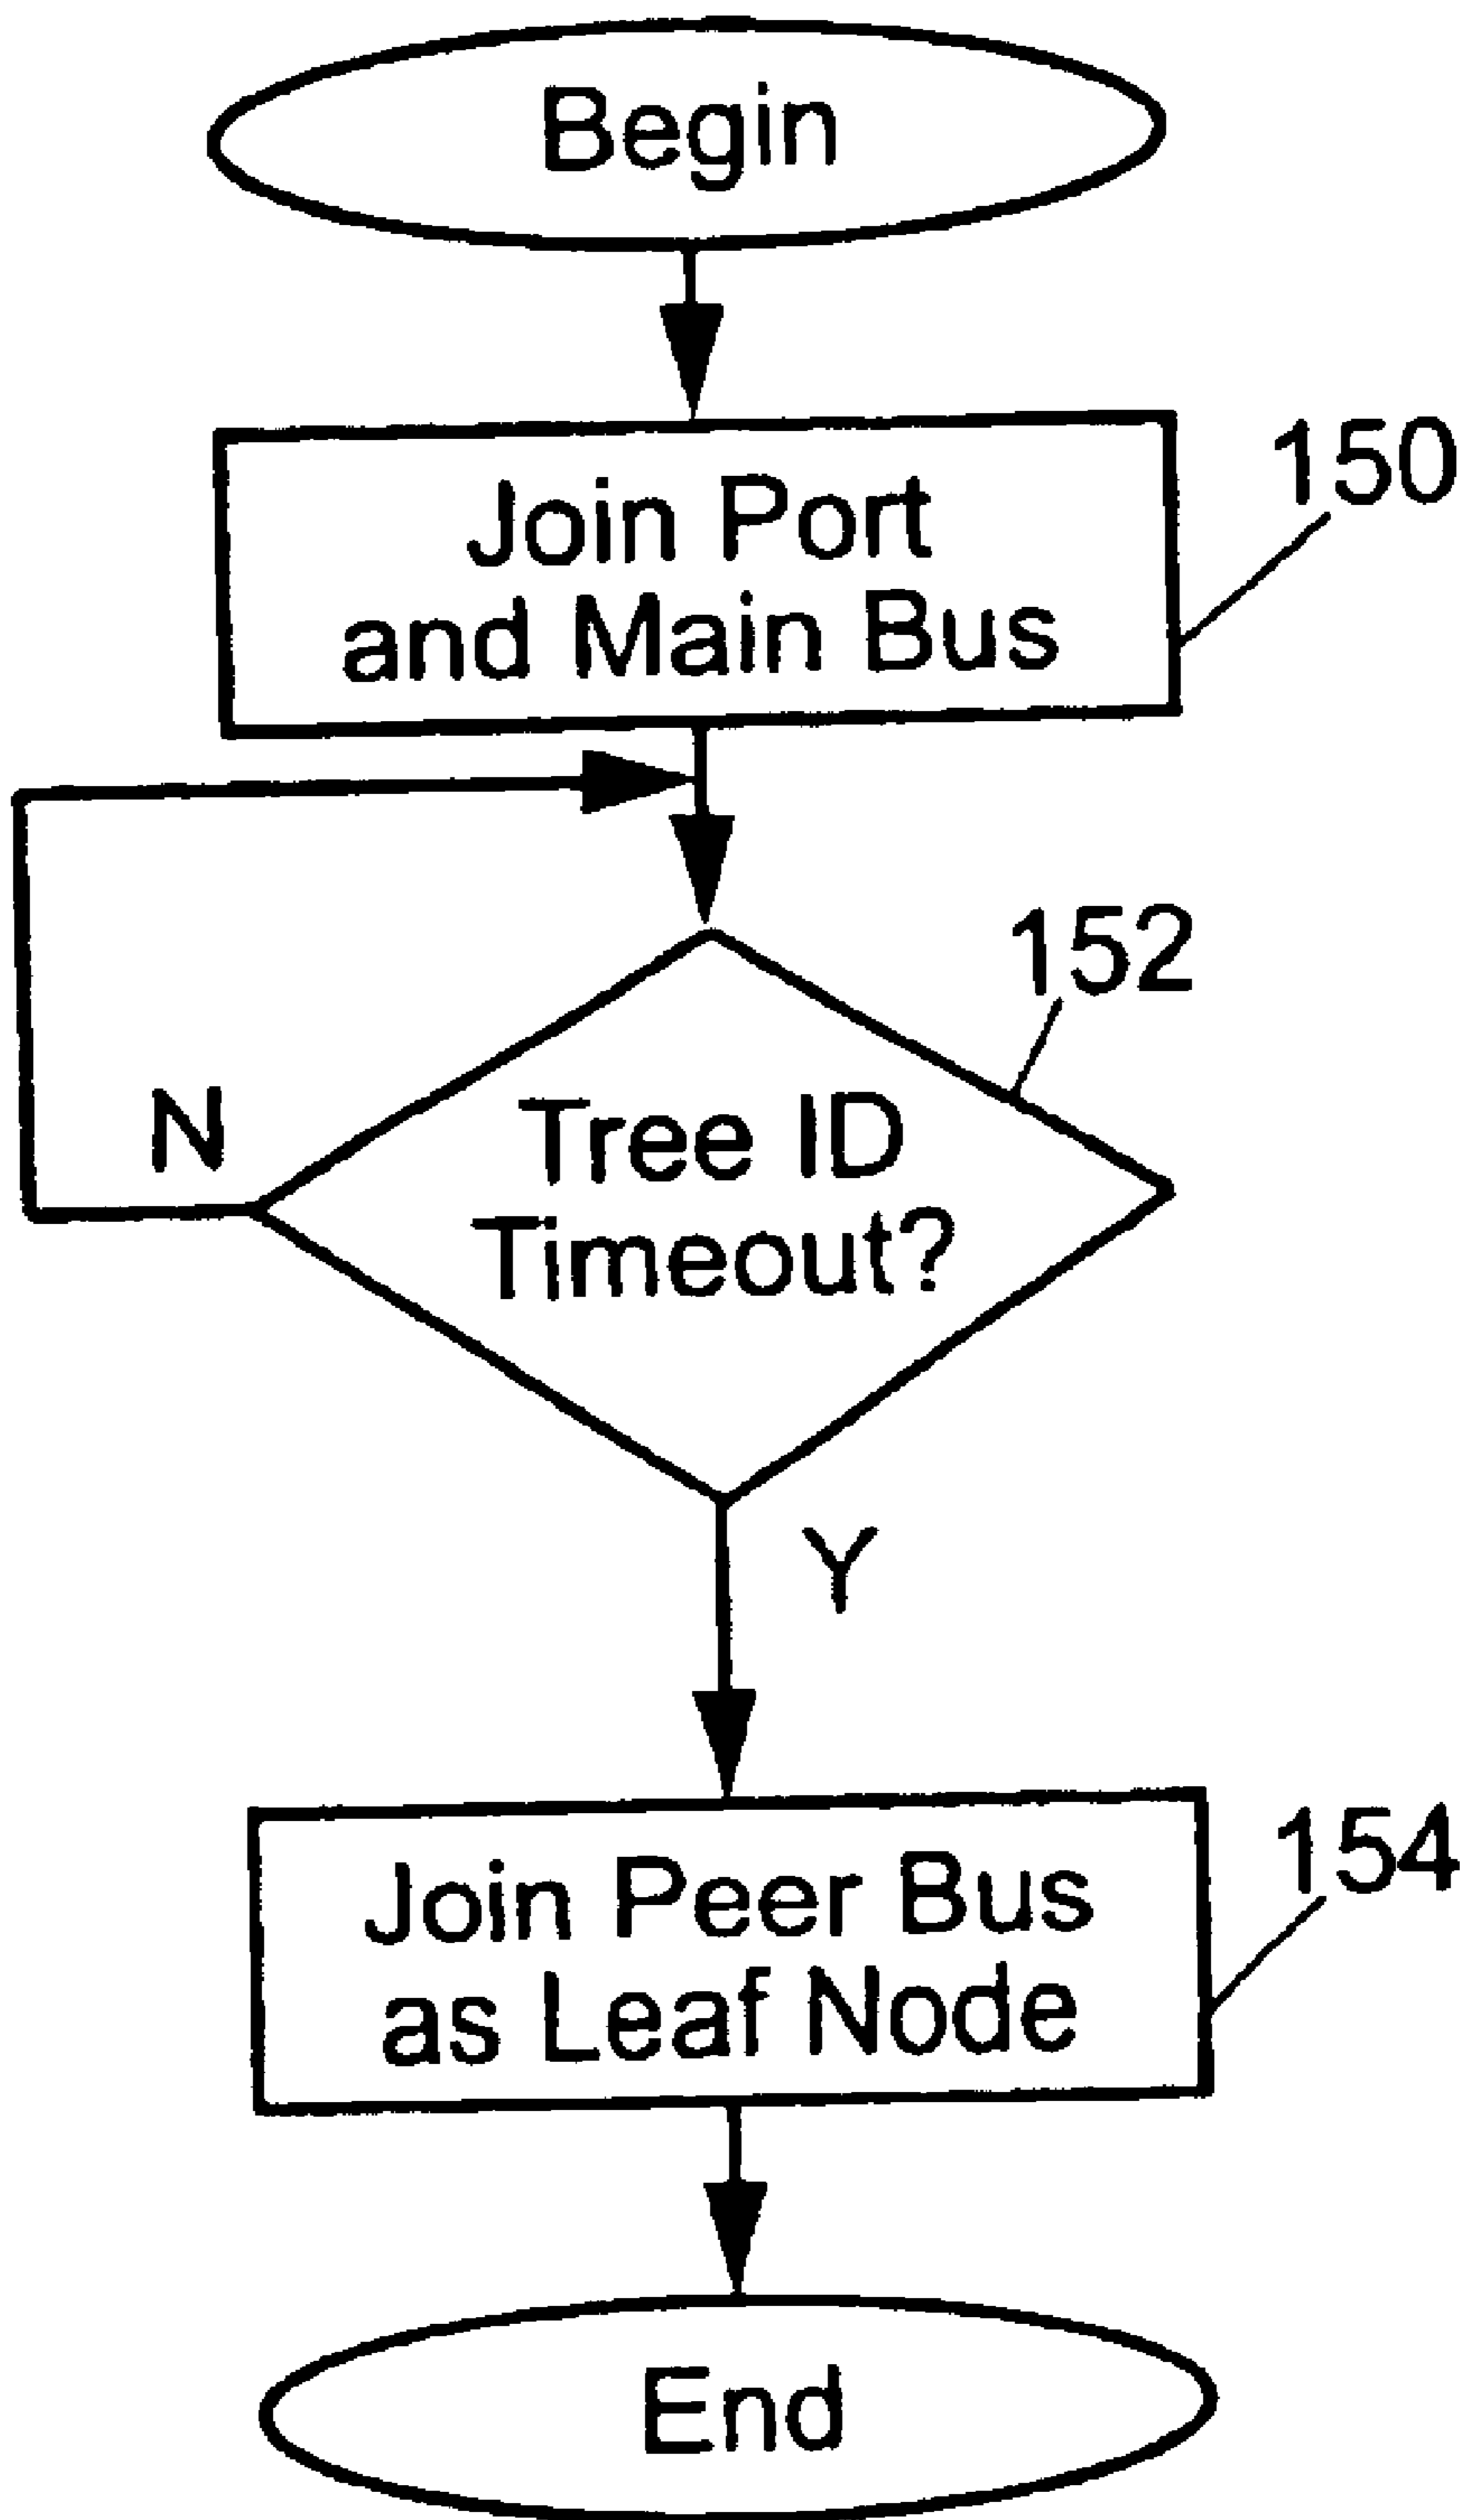 Begin
150
Join Port
and Main Bus
152
N
Tree ID
Timeout?
Y
154
Join Peer Bus
as Leaf Node
End